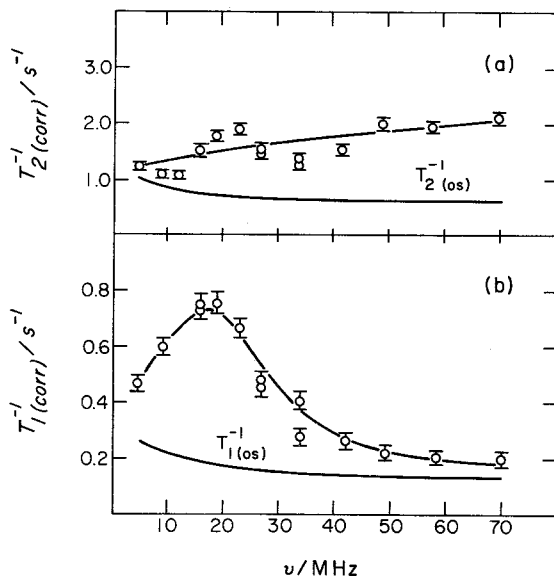 (a)
T₂⁻¹(corr) / s⁻¹
3.0
2.0
1.0
T₂⁻¹(os)
(b)
T₁⁻¹(corr) / s⁻¹
0.8
0.6
0.4
0.2
T₁⁻¹(os)
10 20 30 40 50 60 70
υ/MHz